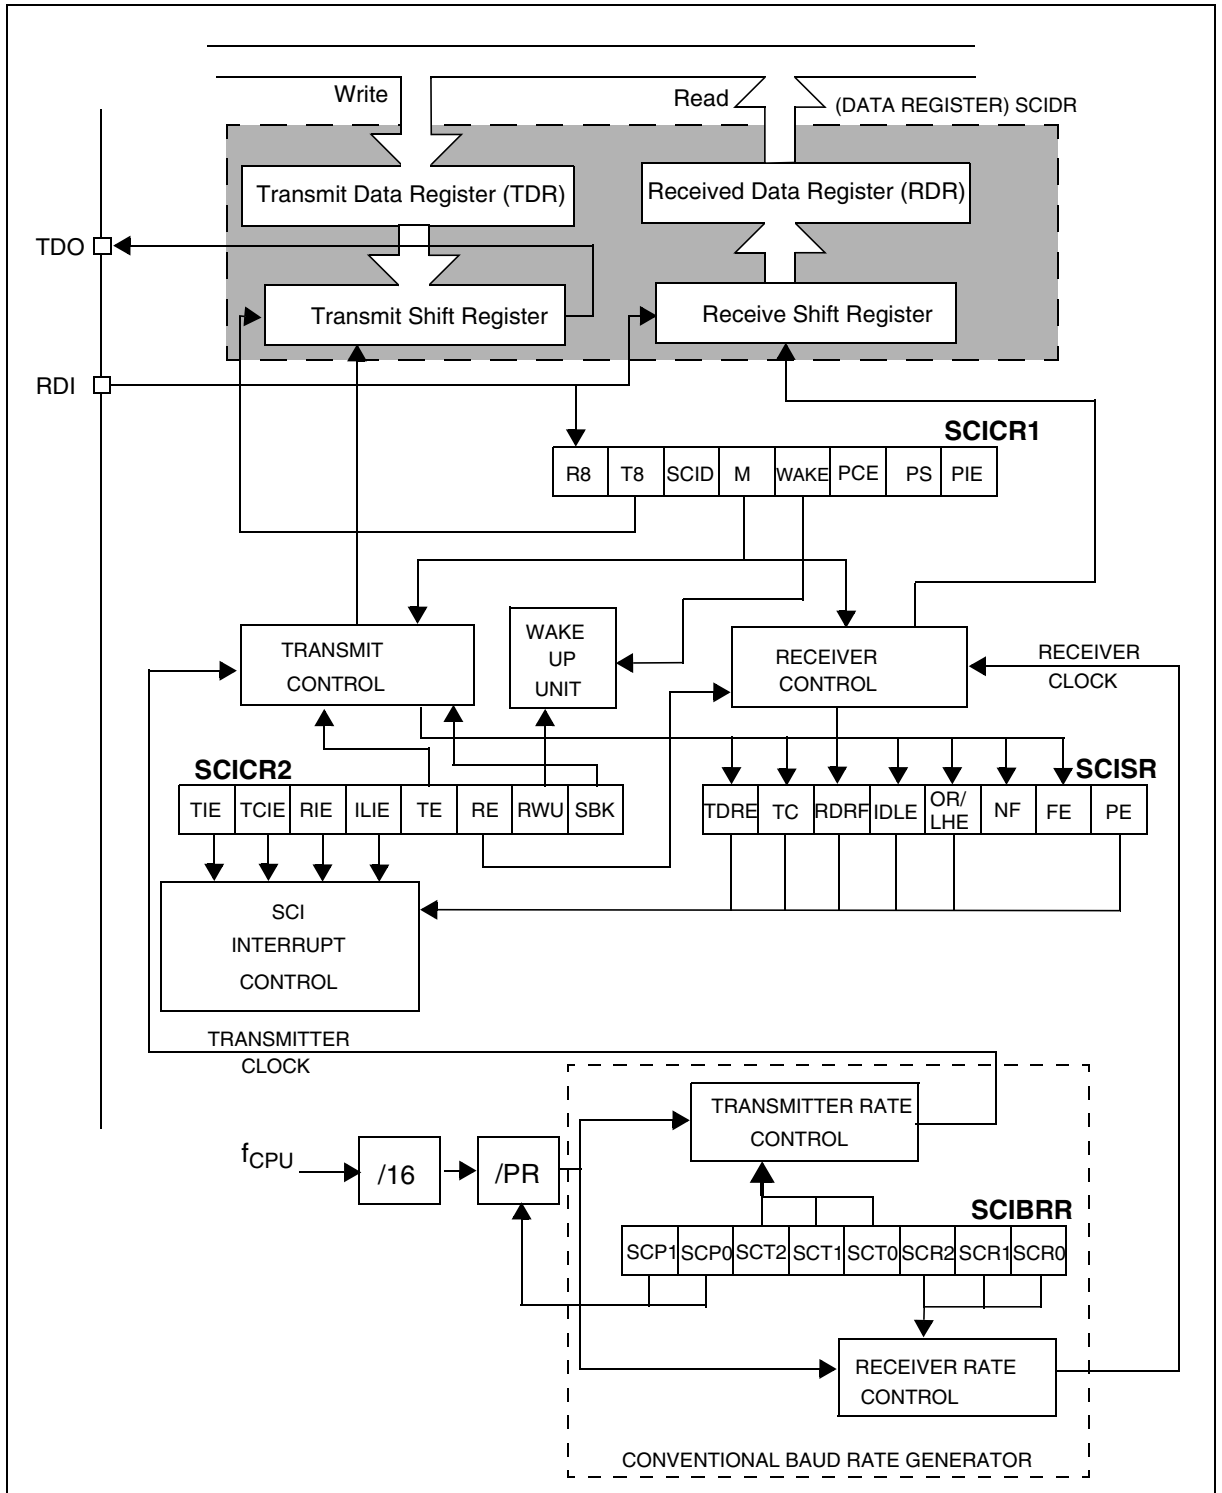 Write
Read
(DATA REGISTER) SCIDR
Transmit Data Register (TDR)
Received Data Register (RDR)
TDO
Transmit Shift Register
Receive Shift Register
RDI
SCICR1
R8 T8 SCID M WAKE PCE PS PIE
TRANSMIT
CONTROL
WAKE
UP
UNIT
RECEIVER
CONTROL
RECEIVER
CLOCK
SCICR2
TIE TCIE RIE ILIE TE RE RWU SBK
SCISR
TDRE TC RDRF IDLE OR/
LHE NF FE PE
SCI
INTERRUPT
CONTROL
TRANSMITTER
CLOCK
TRANSMITTER RATE
CONTROL
fCPU
/16
/PR
SCIBRR
SCP1 SCP0 SCT2 SCT1 SCT0 SCR2 SCR1 SCR0
RECEIVER RATE
CONTROL
CONVENTIONAL BAUD RATE GENERATOR